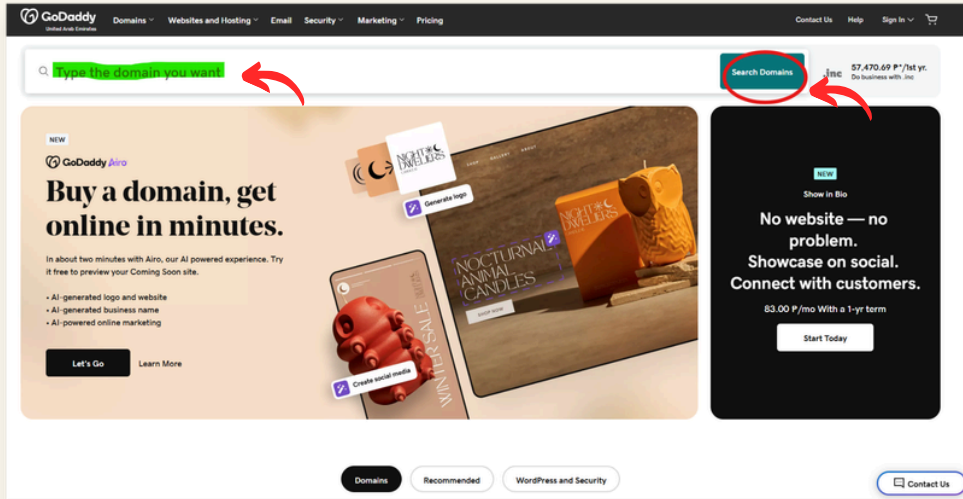 GoDaddy
United Arab Emirates
Domains
Websites and Hosting
Email
Security
Marketing
Pricing
Contact Us
Help
Sign In
Type the domain you want
Search Domains
.inc
57,470.69 ₱*/1st yr.
Do business with .inc
NEW
GoDaddy Airo
Buy a domain, get
online in minutes.
In about two minutes with Airo, our AI powered experience. Try
it free to preview your Coming Soon site.
• AI-generated logo and website
• AI-generated business name
• AI-powered online marketing
Let's Go
Learn More
NIGHT
DWELLERS
Generate logo
SHOP
GALLERY
ABOUT
NOCTURNAL
ANIMAL
CANDLES
SHOP NOW
NIGHT
DWELLERS
WINTER SALE
Create social media
NEW
Show in Bio
No website — no
problem.
Showcase on social.
Connect with customers.
83.00 ₱/mo With a 1-yr term
Start Today
Domains
Recommended
WordPress and Security
Contact Us